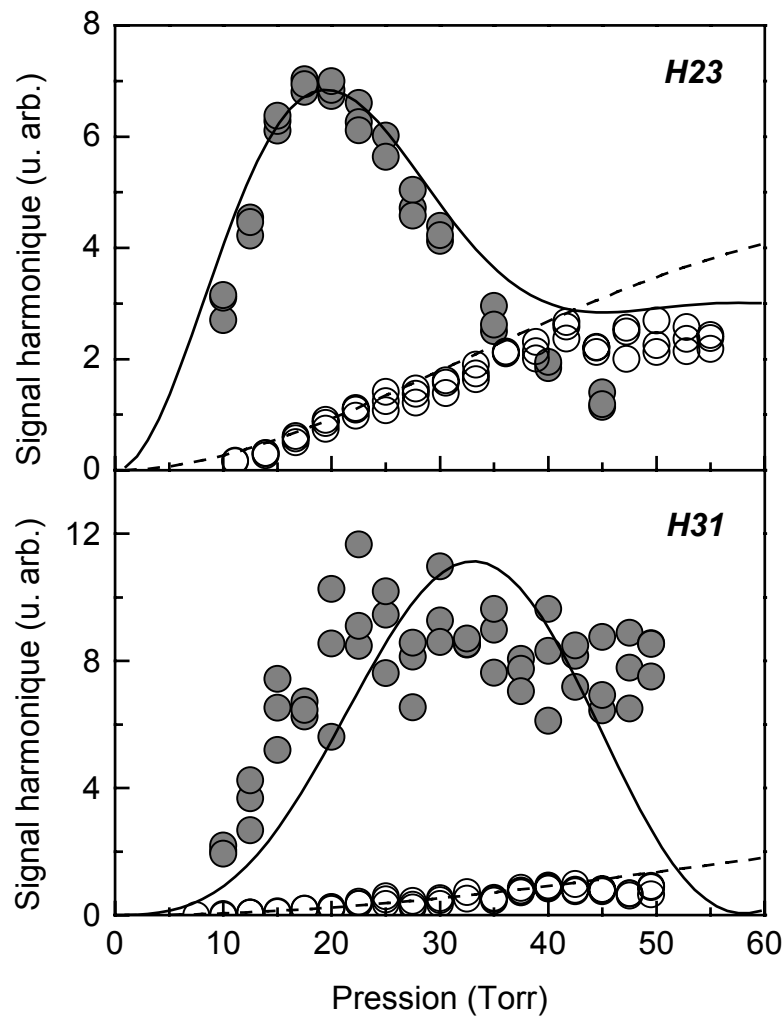 8
6
4
2
0
Signal harmonique (u. arb.)
H23
12
8
4
0
Signal harmonique (u. arb.)
H31
0 10 20 30 40 50 60
Pression (Torr)